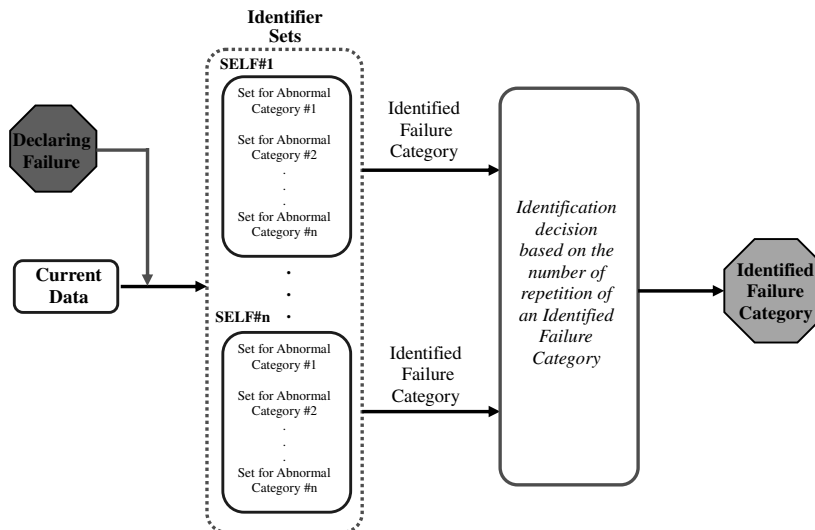 Identifier
Sets
SELF#1
Set for Abnormal
Category #1
Set for Abnormal
Category #2
.
.
.
Set for Abnormal
Category #n
Declaring
Failure
Current
Data
Identified
Failure
Category
.
.
.
SELF#n
Set for Abnormal
Category #1
Set for Abnormal
Category #2
.
.
.
Set for Abnormal
Category #n
Identified
Failure
Category
Identification
decision
based on the
number of
repetition of
an Identified
Failure
Category
Identified
Failure
Category